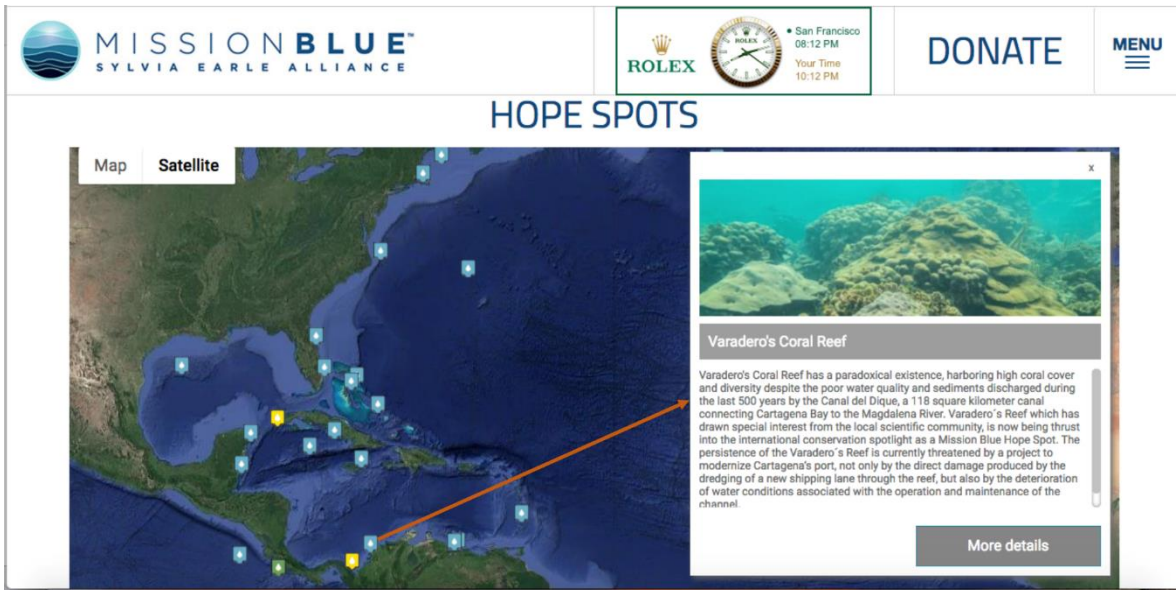 MISSIONBLUE™
SYLVIA EARLE ALLIANCE
ROLEX
ROLEX
San Francisco
08:12 PM
Your Time
10:12 PM
DONATE
MENU
HOPE SPOTS
Map
Satellite
x
Varadero's Coral Reef
Varadero's Coral Reef has a paradoxical existence, harboring high coral cover
and diversity despite the poor water quality and sediments discharged during
the last 500 years by the Canal del Dique, a 118 square kilometer canal
connecting Cartagena Bay to the Magdalena River. Varadero´s Reef which has
drawn special interest from the local scientific community, is now being thrust
into the international conservation spotlight as a Mission Blue Hope Spot. The
persistence of the Varadero´s Reef is currently threatened by a project to
modernize Cartagena's port, not only by the direct damage produced by the
dredging of a new shipping lane through the reef, but also by the deterioration
of water conditions associated with the operation and maintenance of the
channel.
More details